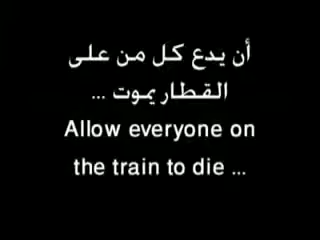 أن يدع كل من على
القطار يموت ...
Allow everyone on
the train to die ...